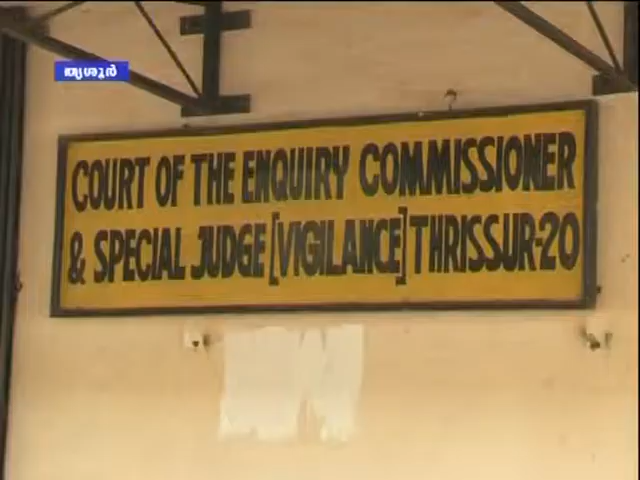 തൃശൂർ
COURT OF THE ENQUIRY COMMISSIONER
& SPECIAL JUDGE [VIGILANCE] THRISSUR-20